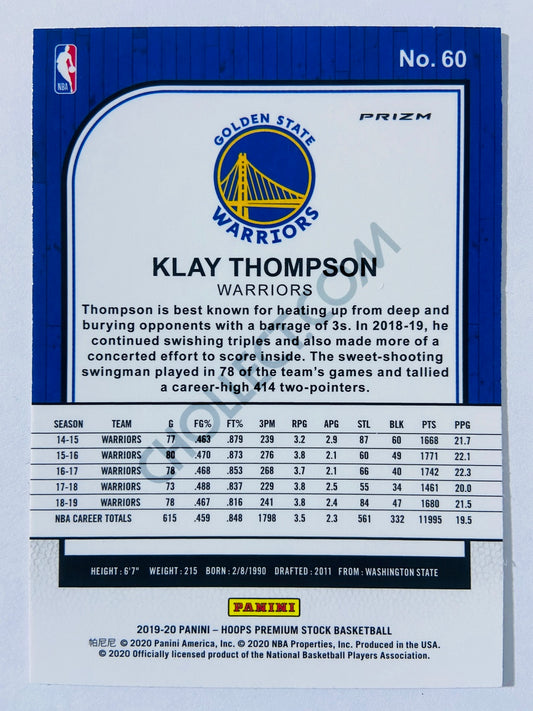 No. 60
NBA
PRIZM
GOLDEN STATE
WARRIORS
KLAY THOMPSON
WARRIORS
Thompson is best known for heating up from deep and
burying opponents with a barrage of 3s. In 2018-19, he
continued swishing triples and also made more of a
concerted effort to score inside. The sweet-shooting
swingman played in 78 of the team's games and tallied
a career-high 414 two-pointers.
CHOLLECT.COM
SEASON TEAM G FG% FT% 3PM RPG APG STL BLK PTS PPG
14-15 WARRIORS 77 .463 .879 239 3.2 2.9 87 60 1668 21.7
15-16 WARRIORS 80 .470 .873 276 3.8 2.1 60 49 1771 22.1
16-17 WARRIORS 78 .468 .853 268 3.7 2.1 66 40 1742 22.3
17-18 WARRIORS 73 .488 .837 229 3.8 2.5 55 34 1461 20.0
18-19 WARRIORS 78 .467 .816 241 3.8 2.4 84 47 1680 21.5
NBA CAREER TOTALS 615 .459 .848 1798 3.5 2.3 561 332 11995 19.5
HEIGHT: 6'7" WEIGHT: 215 BORN: 2/8/1990 DRAFTED: 2011 FROM: WASHINGTON STATE
PANINI
2019-20 PANINI – HOOPS PREMIUM STOCK BASKETBALL
帕尼尼 © 2020 Panini America, Inc. © 2020 NBA Properties, Inc. Produced in the USA.
© 2020 Officially licensed product of the National Basketball Players Association.